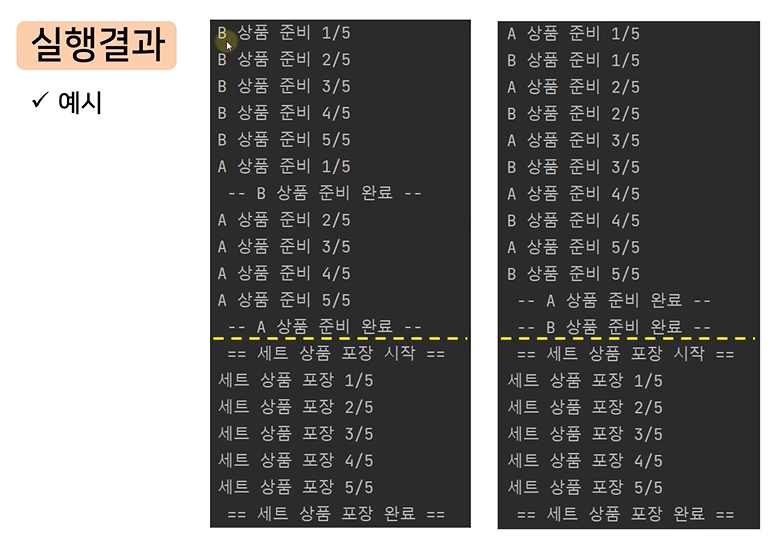 실행결과
✓ 예시
B 상품 준비 1/5
B 상품 준비 2/5
B 상품 준비 3/5
B 상품 준비 4/5
B 상품 준비 5/5
A 상품 준비 1/5
-- B 상품 준비 완료 --
A 상품 준비 2/5
A 상품 준비 3/5
A 상품 준비 4/5
A 상품 준비 5/5
-- A 상품 준비 완료 --
== 세트 상품 포장 시작 ==
세트 상품 포장 1/5
세트 상품 포장 2/5
세트 상품 포장 3/5
세트 상품 포장 4/5
세트 상품 포장 5/5
== 세트 상품 포장 완료 ==
A 상품 준비 1/5
B 상품 준비 1/5
A 상품 준비 2/5
B 상품 준비 2/5
A 상품 준비 3/5
B 상품 준비 3/5
A 상품 준비 4/5
B 상품 준비 4/5
A 상품 준비 5/5
B 상품 준비 5/5
-- A 상품 준비 완료 --
-- B 상품 준비 완료 --
== 세트 상품 포장 시작 ==
세트 상품 포장 1/5
세트 상품 포장 2/5
세트 상품 포장 3/5
세트 상품 포장 4/5
세트 상품 포장 5/5
== 세트 상품 포장 완료 ==